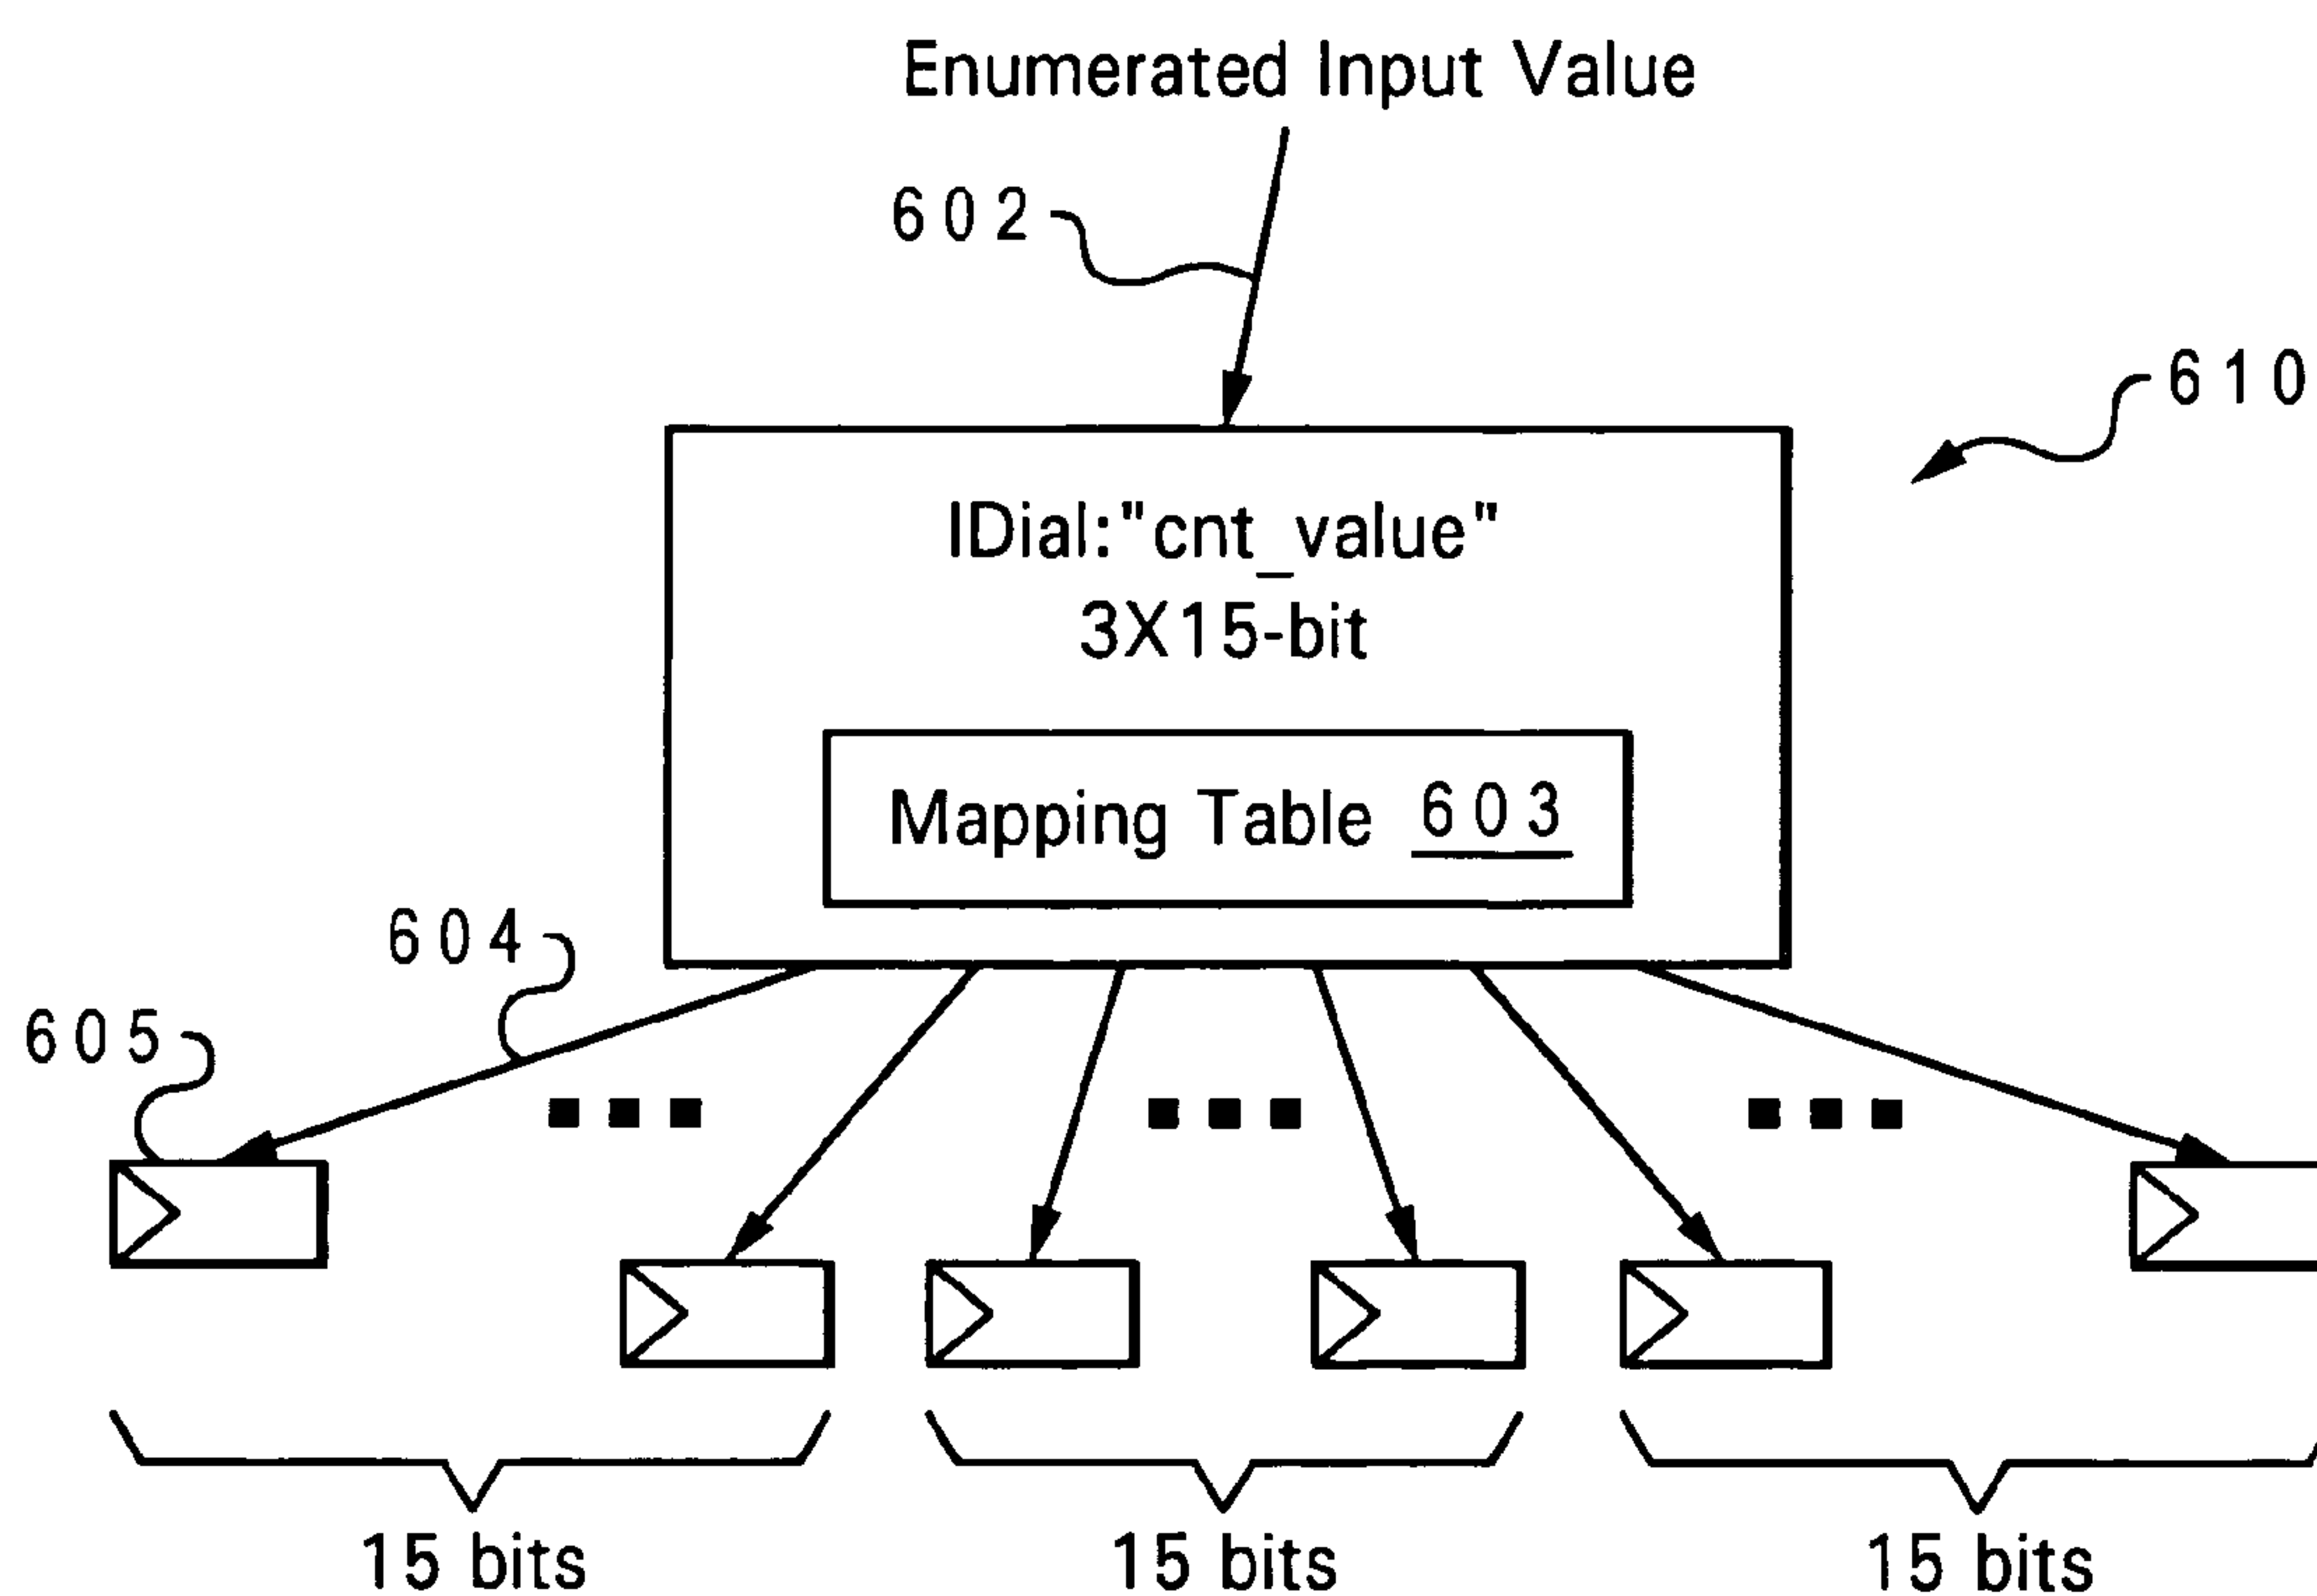 Enumerated Input Value
602
610
IDial:"cnt_value"
3X15-bit
Mapping Table 603
604
605
15 bits 15 bits 15 bits